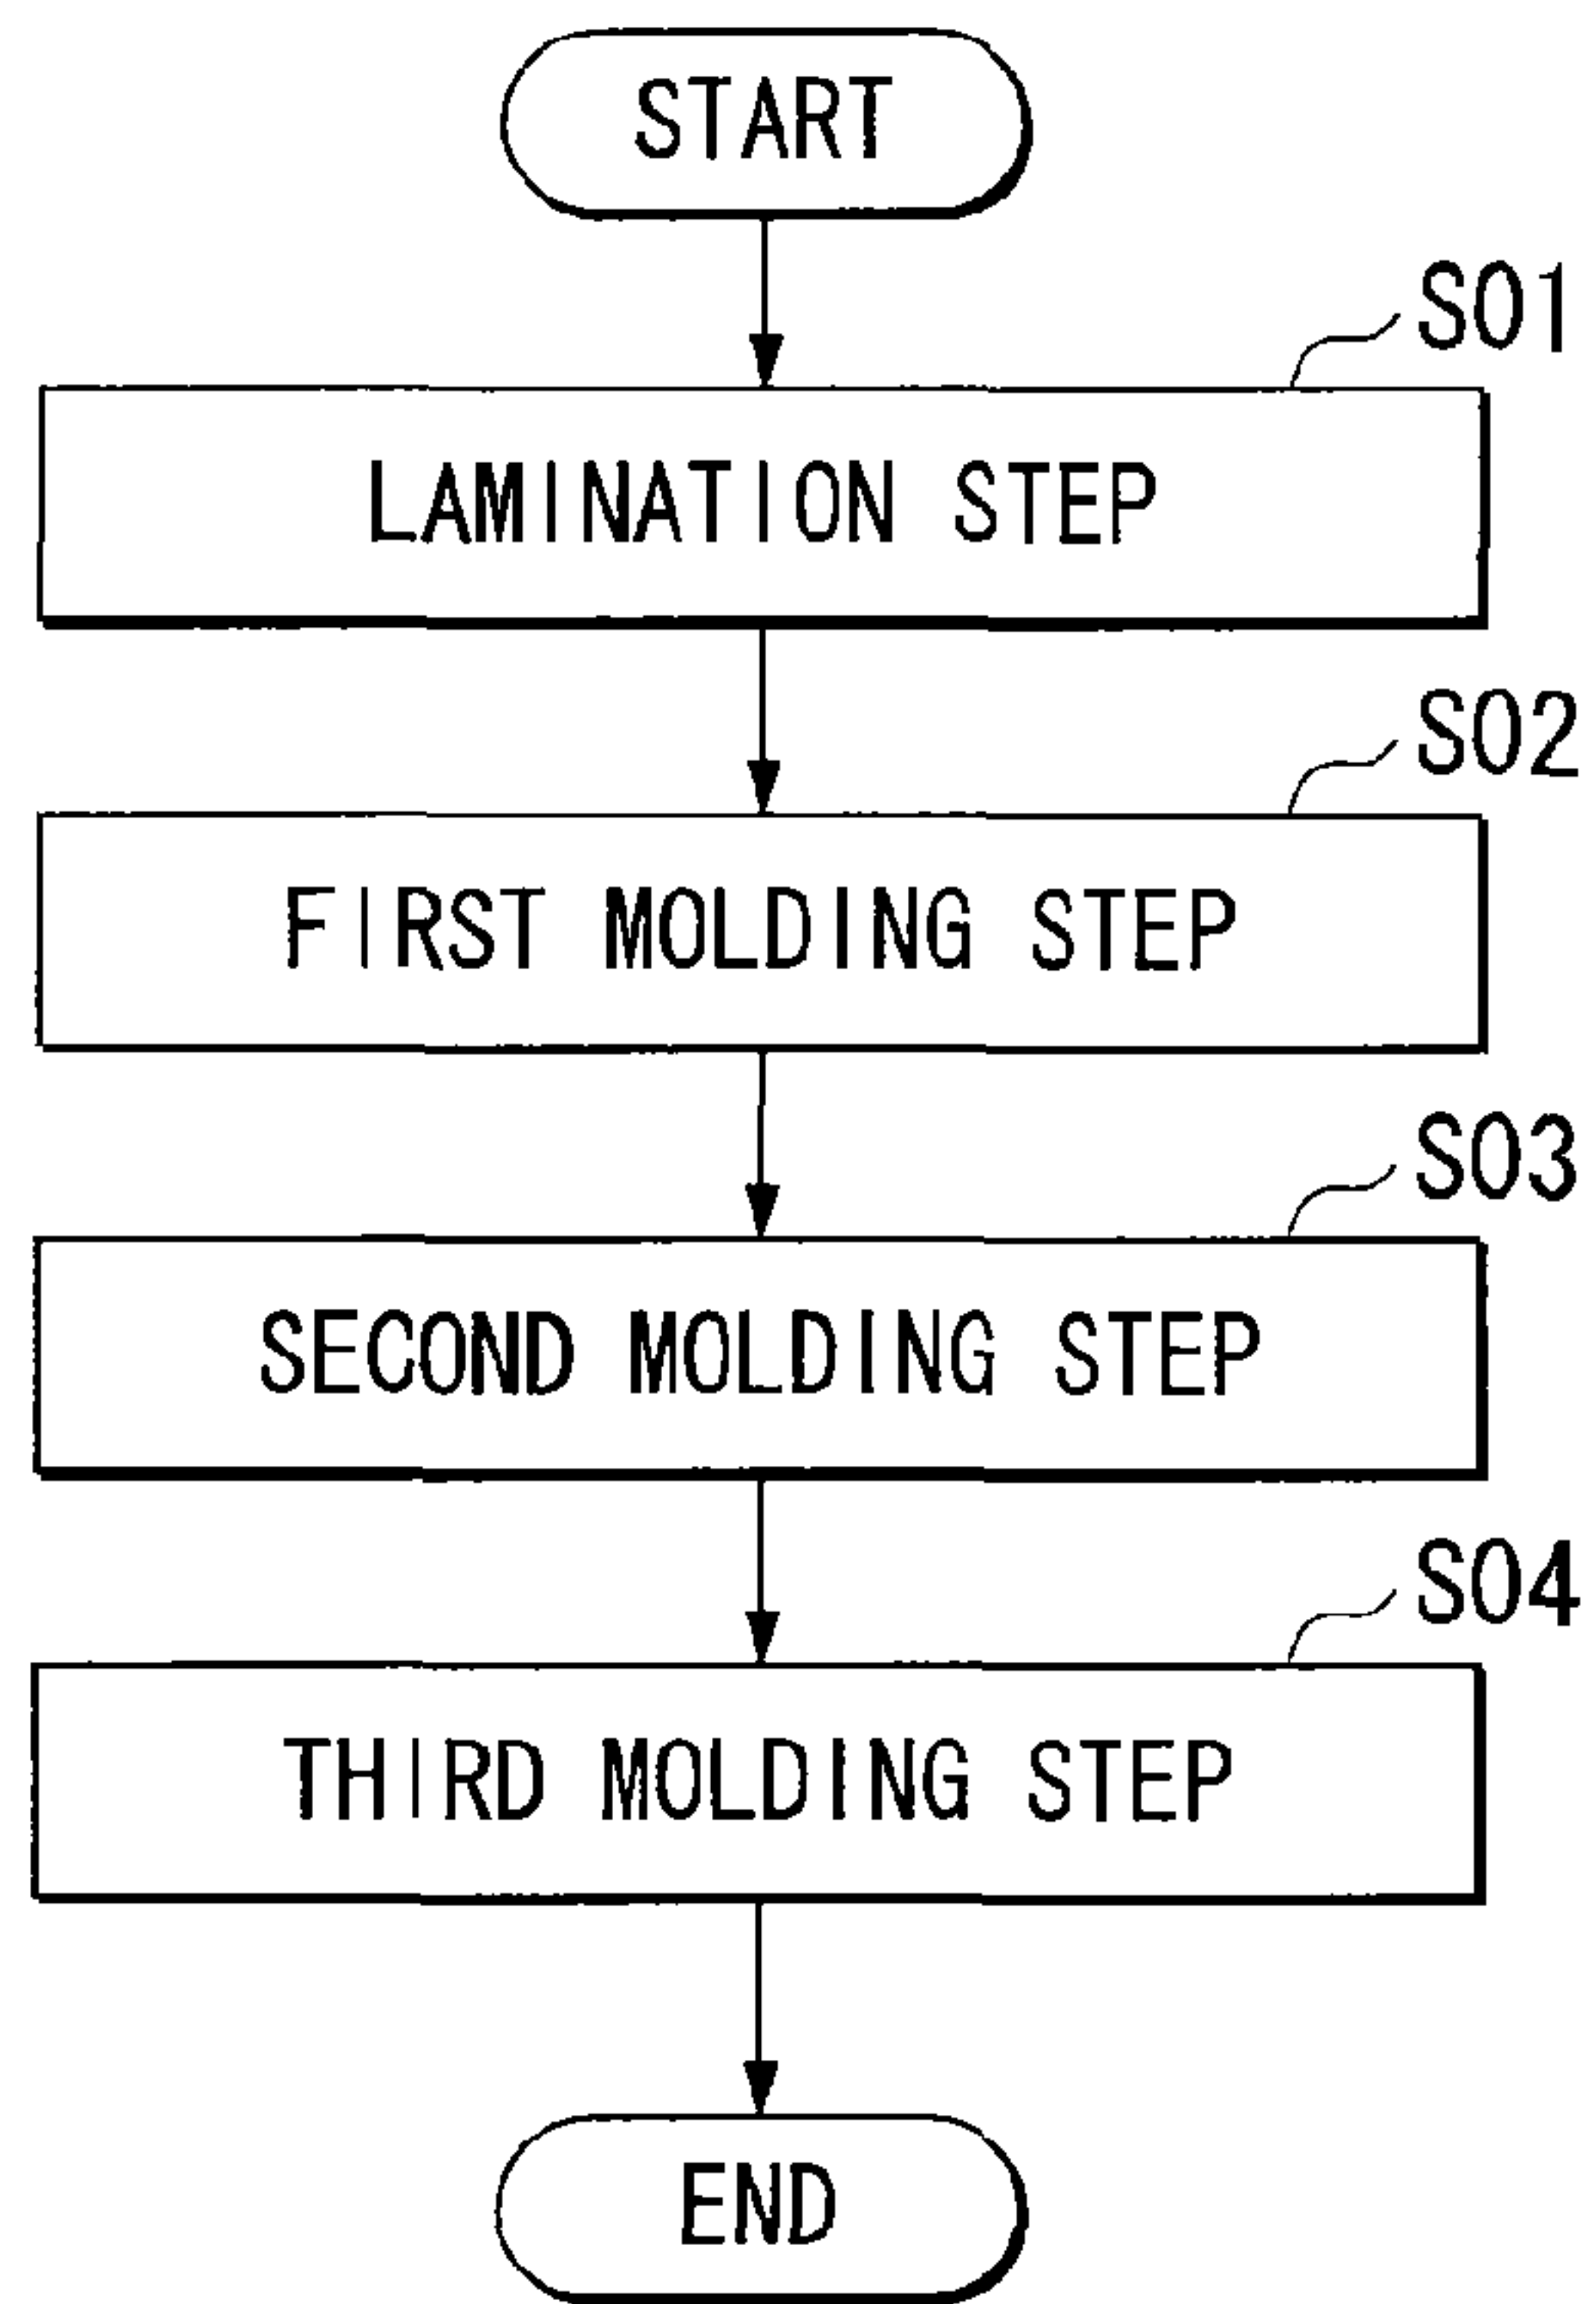 START
S01
LAMINATION STEP
S02
FIRST MOLDING STEP
S03
SECOND MOLDING STEP
S04
THIRD MOLDING STEP
END